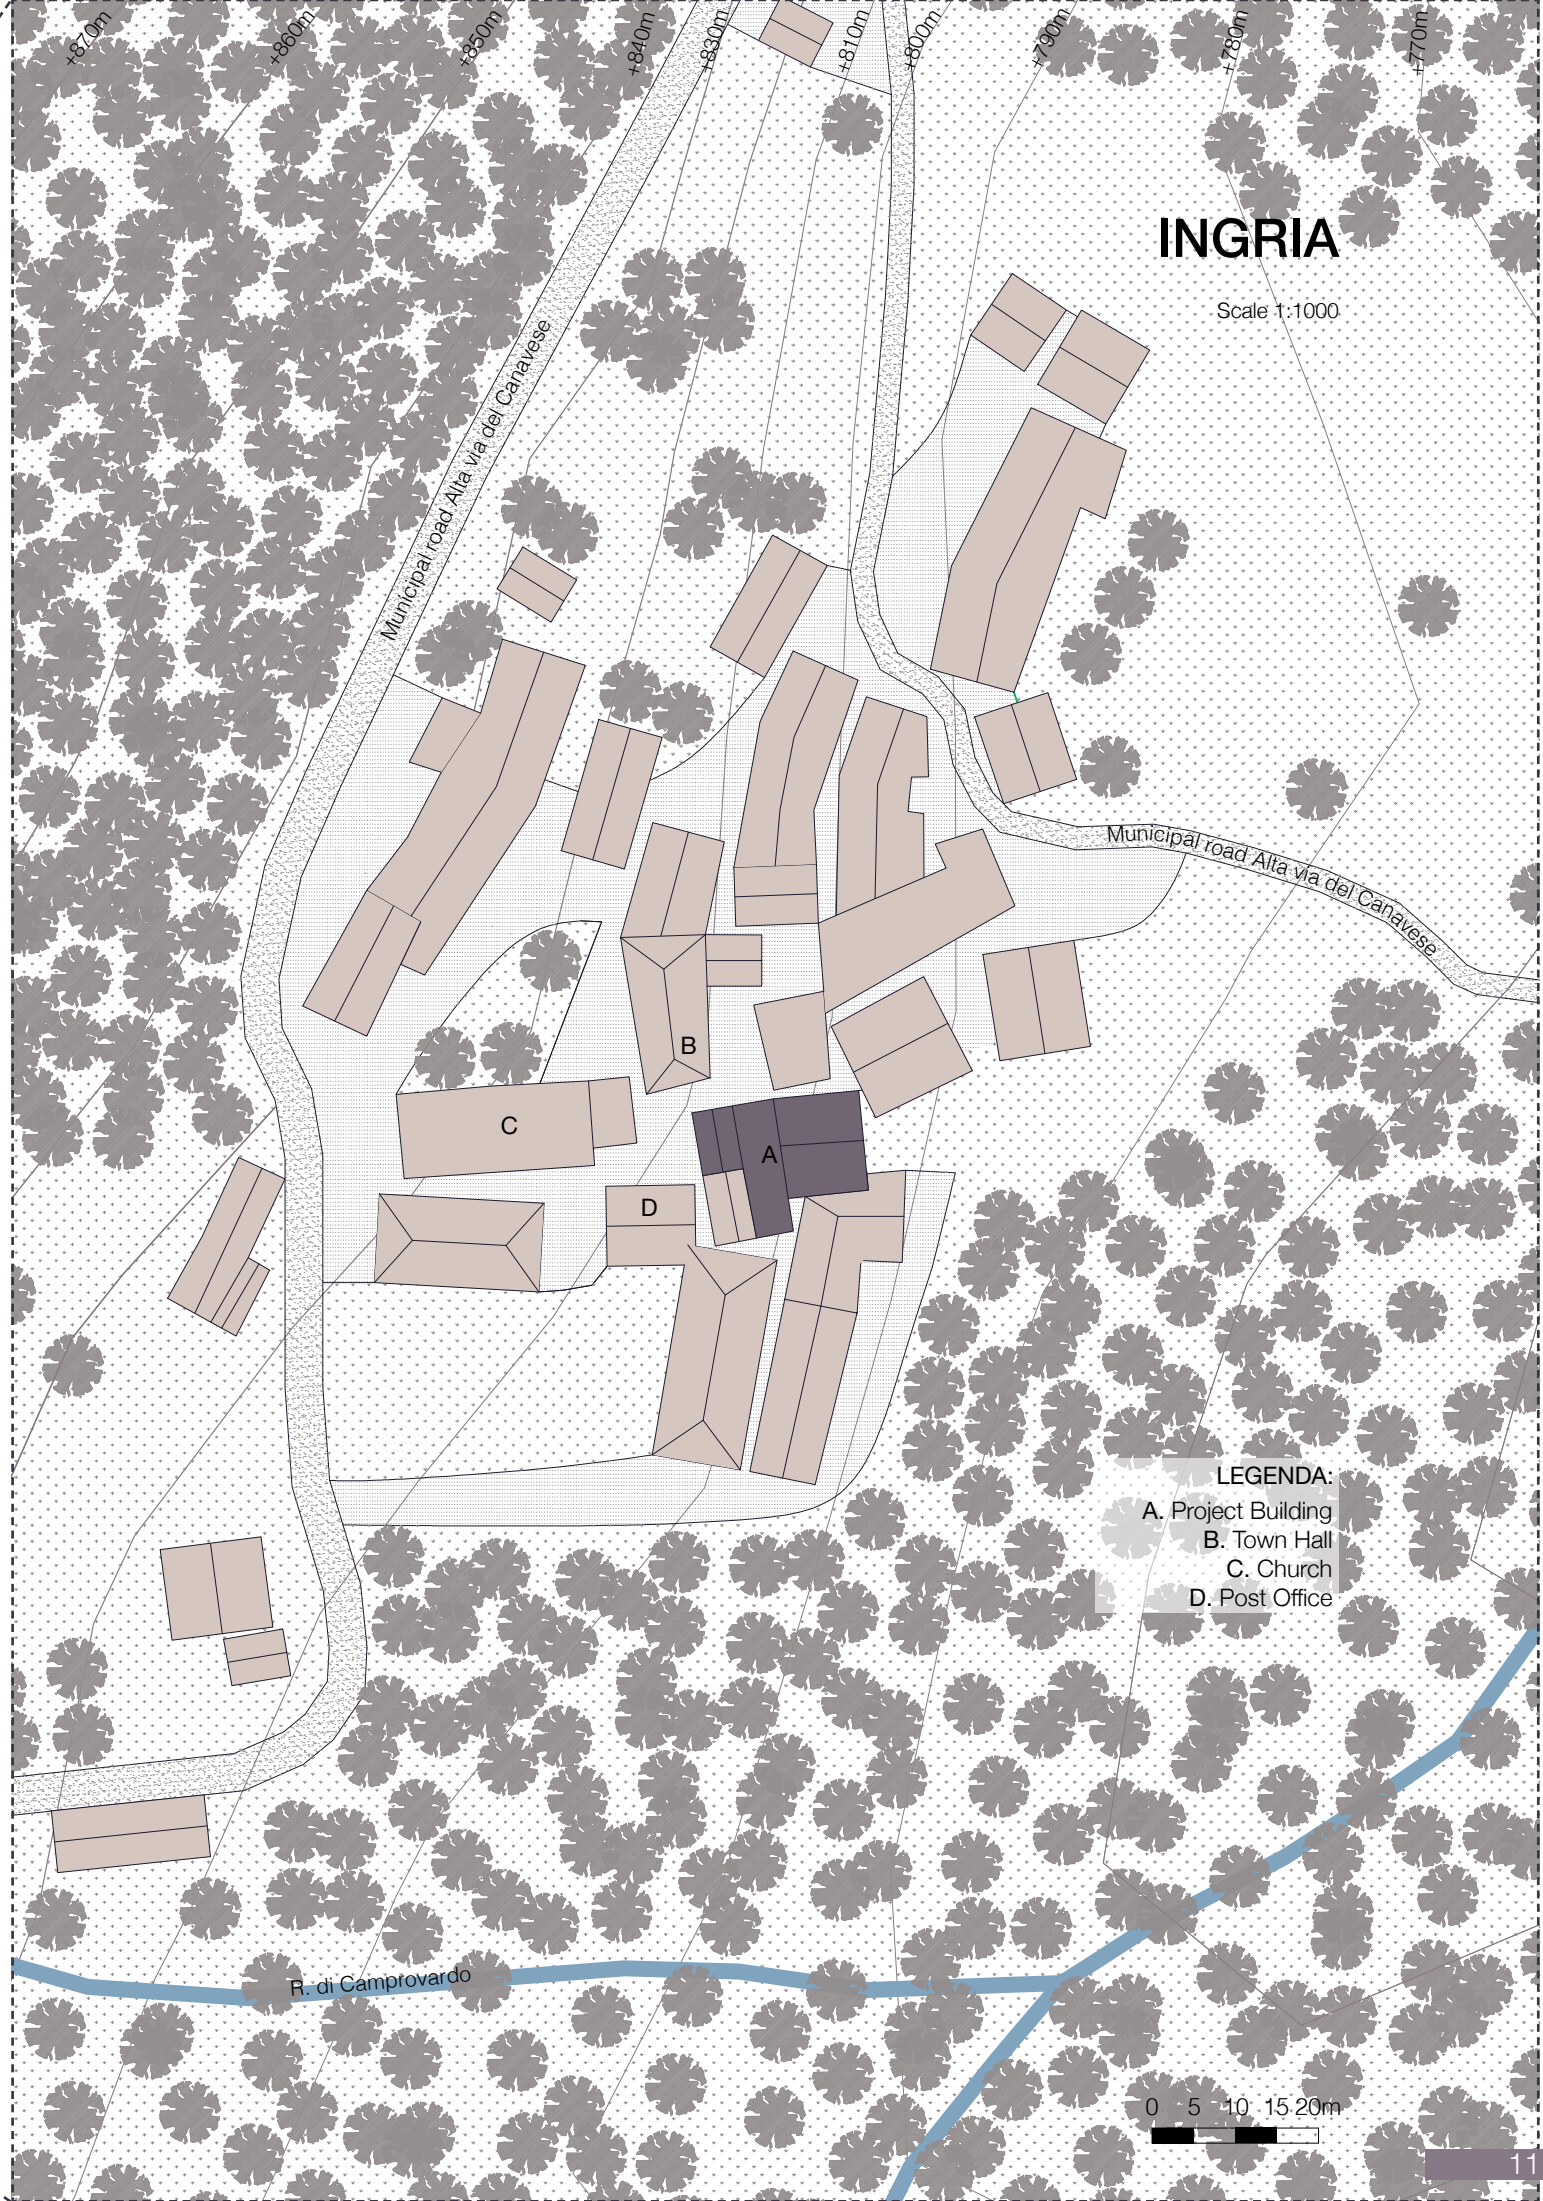 +870m
+860m
+850m
+840m
+830m
+810m
+800m
+790m
+780m
+770m
INGRIA
Scale 1:1000
Municipal road Alta via del Canavese
Municipal road Alta via del Canavese
B
C
A
D
LEGENDA:
A. Project Building
B. Town Hall
C. Church
D. Post Office
R. di Camprovardo
0 5 10 15 20m
11